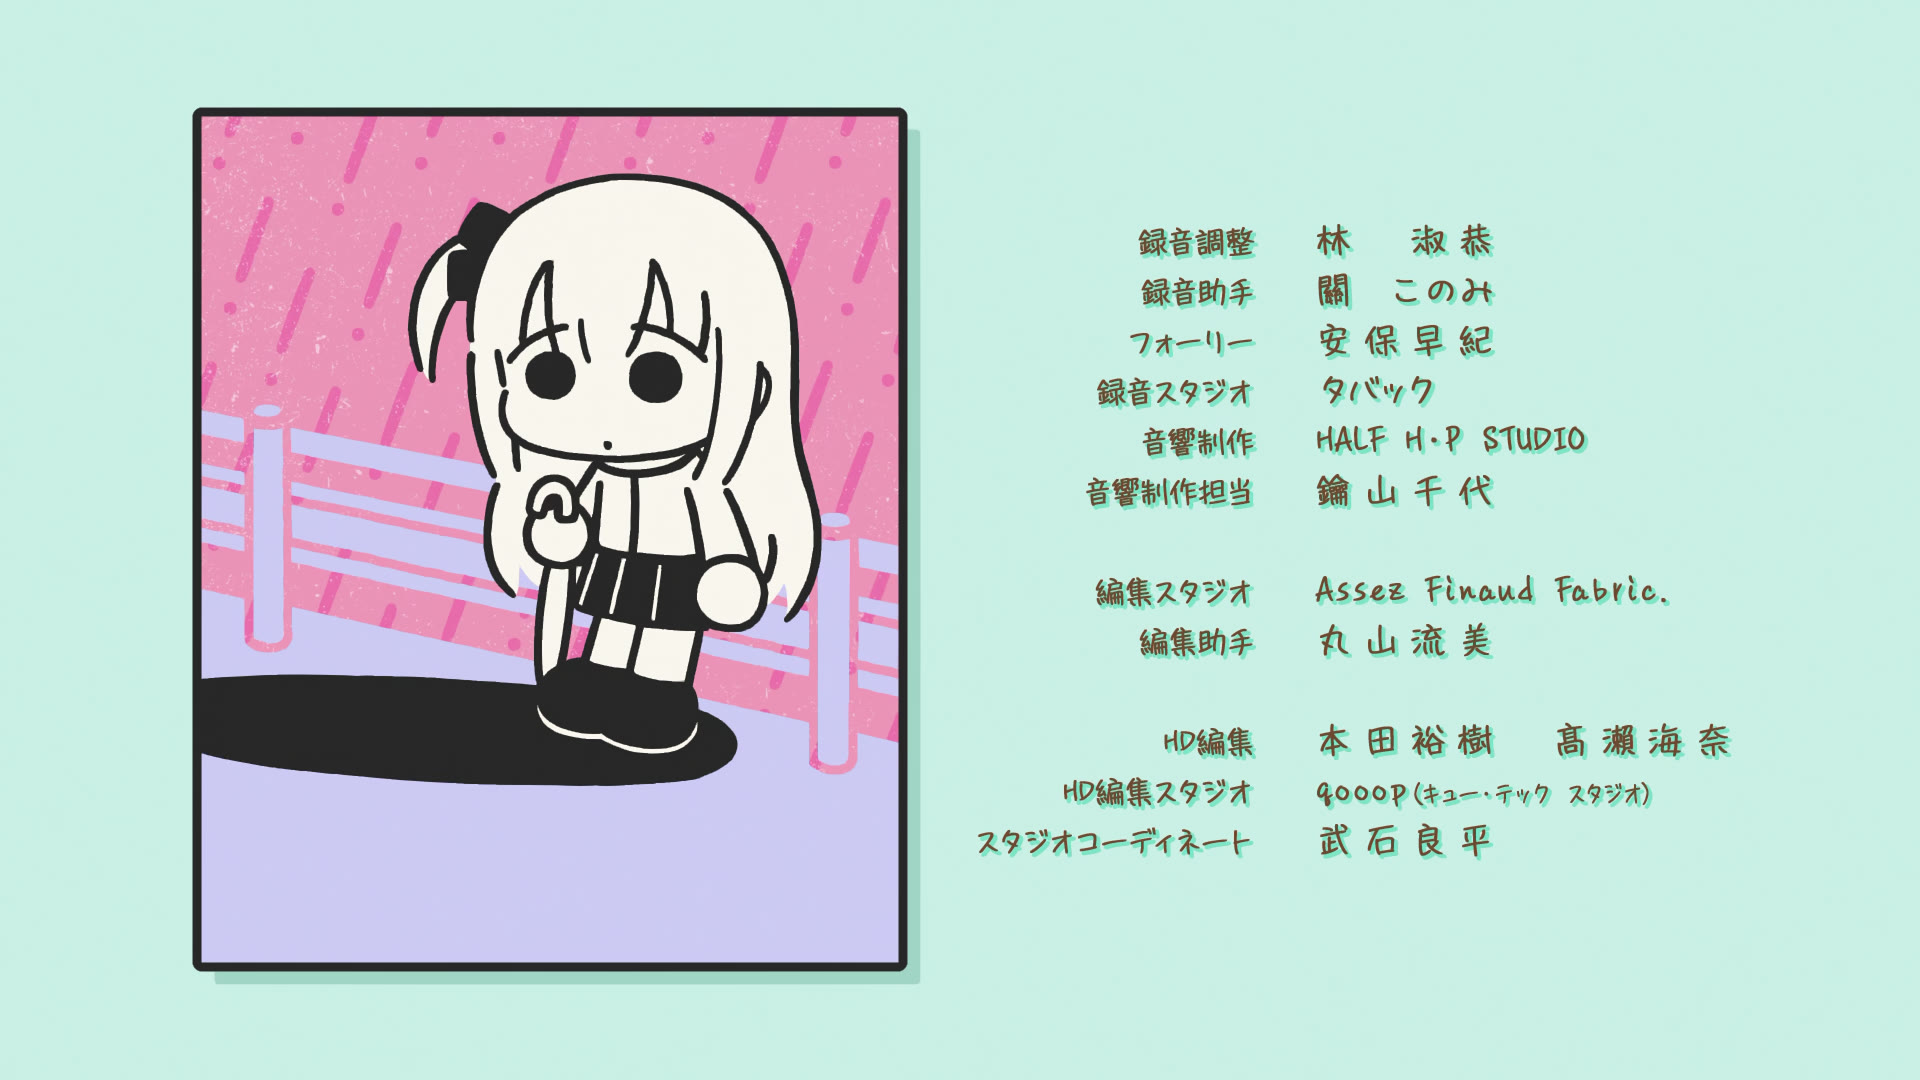 録音調整 林 淑恭
録音助手 關 このみ
フォーリー 安保早紀
録音スタジオ タバック
音響制作 HALF H・P STUDIO
音響制作担当 鑰山千代
編集スタジオ Assez Finaud Fabric.
編集助手 丸山流美
HD編集 本田裕樹 髙瀨海奈
HD編集スタジオ qooop(キュー・テック スタジオ)
スタジオコーディネート 武石良平